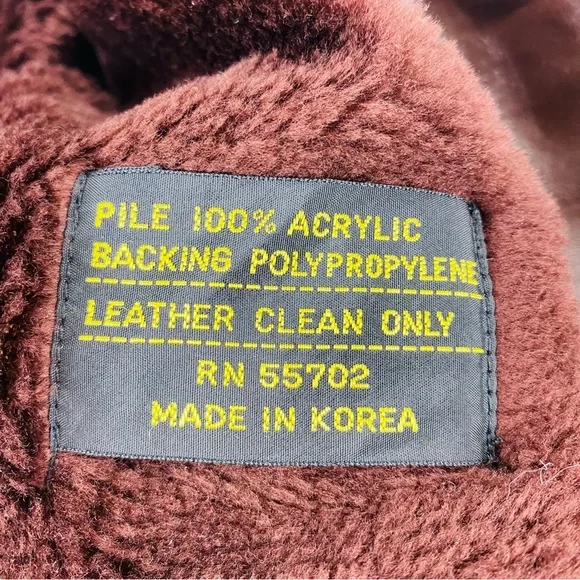 PILE 100% ACRYLIC
BACKING POLYPROPYLENE
LEATHER CLEAN ONLY
RN 55702
MADE IN KOREA